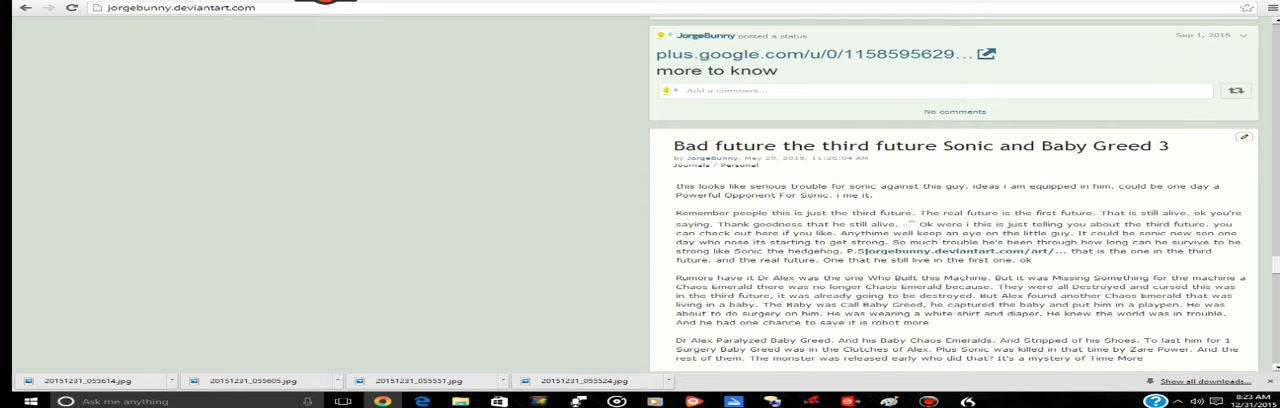 jorgebunny.deviantart.com
JorgeBunny posted a status
Sep 1, 2015
plus.google.com/u/0/1158595629...
more to know
Add a comment...
No comments
Bad future the third future Sonic and Baby Greed 3
by JorgeBunny, May 29, 2015, 11:26:04 AM
Journals / Personal
this looks like serious trouble for sonic against this guy. ideas i am equipped in him. could be one day a
Powerful Opponent For Sonic. i me it.
Remember people this is just the third future. The real future is the first future. That is still alive. ok you're
saying. Thank goodness that he still alive. ^ Ok were i this is just telling you about the third future. you
can check out here if you like. Anythime well keep an eye on the little guy. It could be sonic new son one
day who nose its starting to get strong. So much trouble he's been through how long can he survive to be
strong like Sonic the hedgehog. P.Sjorgebunny.deviantart.com/art/... that is the one in the third
future. and the real future. One that he still live in the first one. ok
Rumors have it Dr Alex was the one Who Built this Machine. But it was Missing Something for the machine a
Chaos Emerald there was no longer Chaos Emerald because. They were all Destroyed and cursed this was
in the third future, it was already going to be destroyed. But Alex found another Chaos Emerald that was
living in a baby. The Baby was Call Baby Greed, he captured the baby and put him in a playpen. He was
about to do surgery on him. He was wearing a white shirt and diaper. He knew the world was in trouble.
And he had one chance to save it is robot more
Dr Alex Paralyzed Baby Greed. And his Baby Chaos Emeralds. And Stripped of his Shoes. To last him for 1
Surgery Baby Greed was in the Clutches of Alex. Plus Sonic was killed in that time by Zare Power. And the
rest of them. The monster was released early who did that? It's a mystery of Time More
20151231_055614.jpg
20151231_055605.jpg
20151231_055551.jpg
20151231_055524.jpg
Show all downloads...
Ask me anything
8:23 AM
12/31/2015